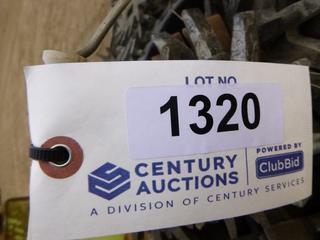 LOT NO.
1320
CENTURY
AUCTIONS
POWERED BY
ClubBid
A DIVISION OF CENTURY SERVICES